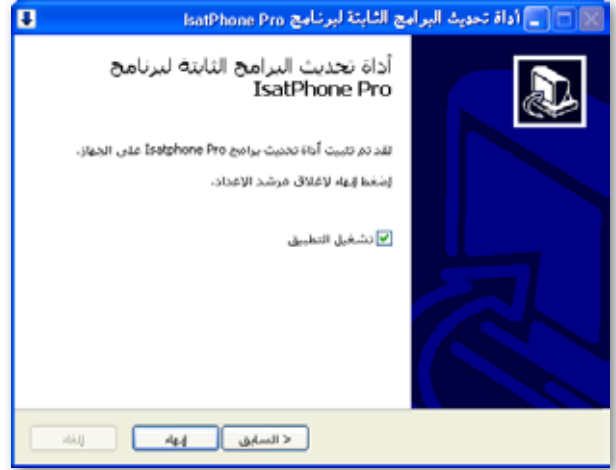 أداة تحديث البرامج الثابتة لبرنامج IsatPhone Pro
أداة تحديث البرامج الثابتة لبرنامج
IsatPhone Pro
لقد تم تثبيت أداة تحديث برامج Isatphone Pro على الجهاز.
إضغط إنهاء لإغلاق مرشد الإعداد.
تشغيل التطبيق
< السابق
إنهاء
إلغاء